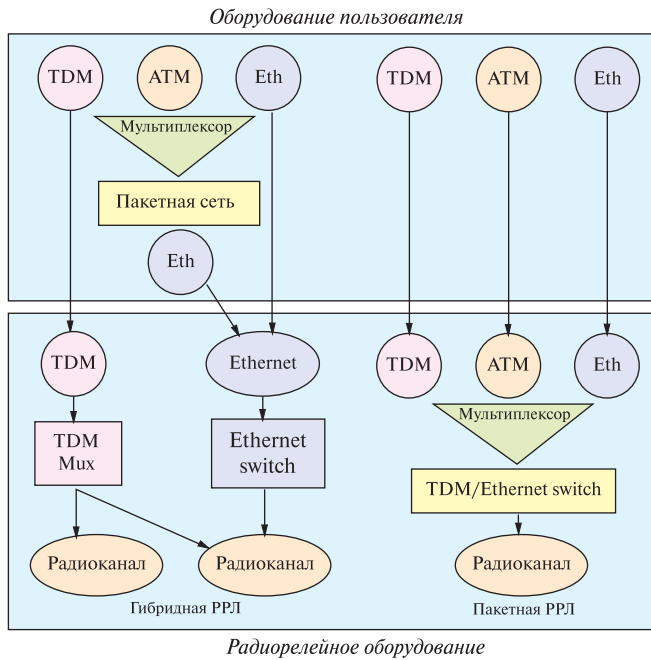 Оборудование пользователя
TDM
ATM
Eth
TDM
ATM
Eth
Мультиплексор
Пакетная сеть
Eth
TDM
Ethernet
TDM
ATM
Eth
Мультиплексор
TDM
Mux
Ethernet
switch
TDM/Ethernet switch
Радиоканал
Радиоканал
Радиоканал
Гибридная РРЛ
Пакетная РРЛ
Радиорелейное оборудование